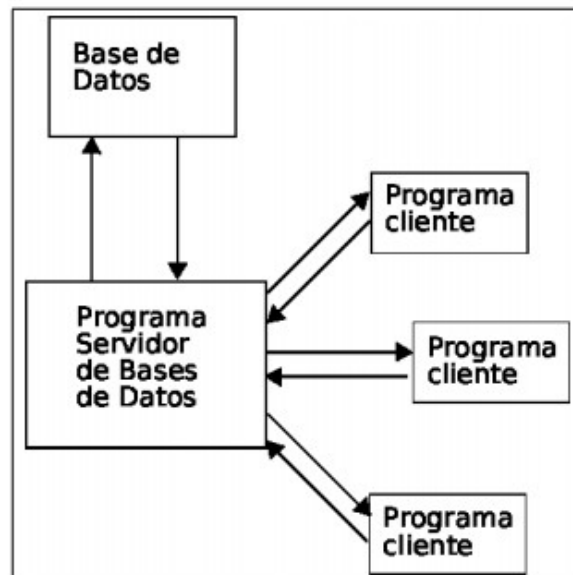 Base de
Datos
Programa
cliente
Programa
Servidor
de Bases
de Datos
Programa
cliente
Programa
cliente